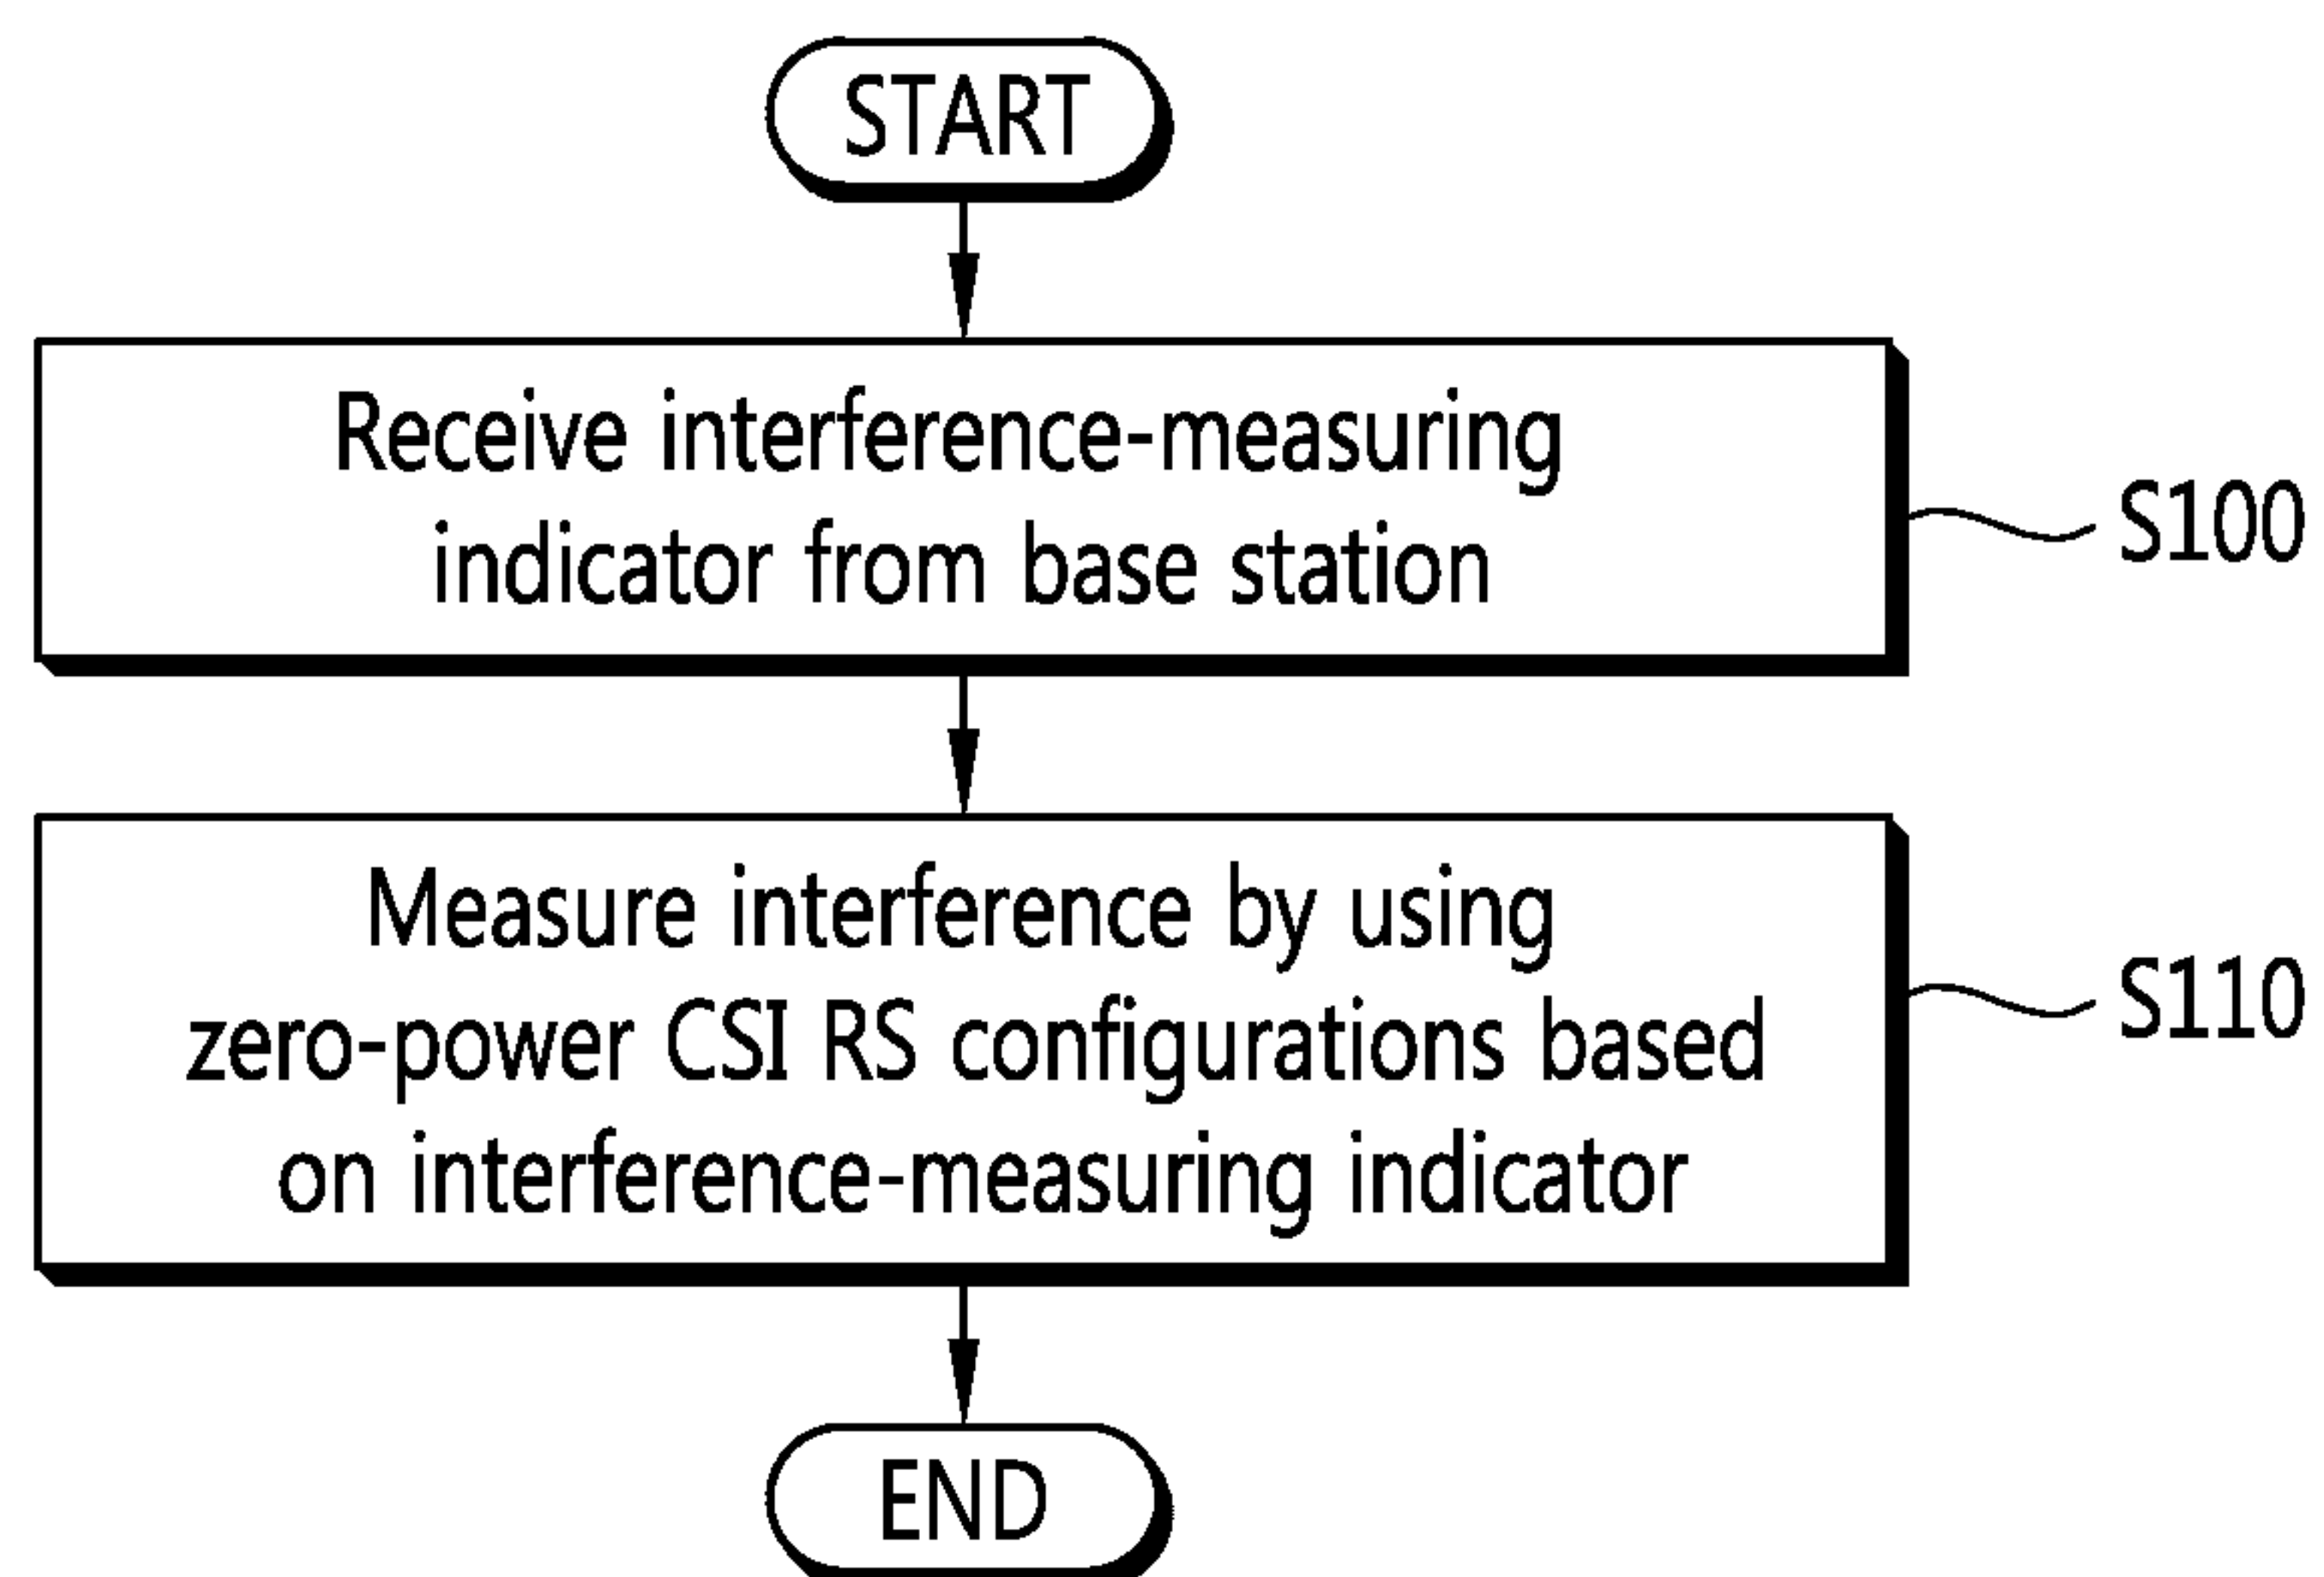 START
Receive interference-measuring
indicator from base station
S100
Measure interference by using
zero-power CSI RS configurations based
on interference-measuring indicator
S110
END